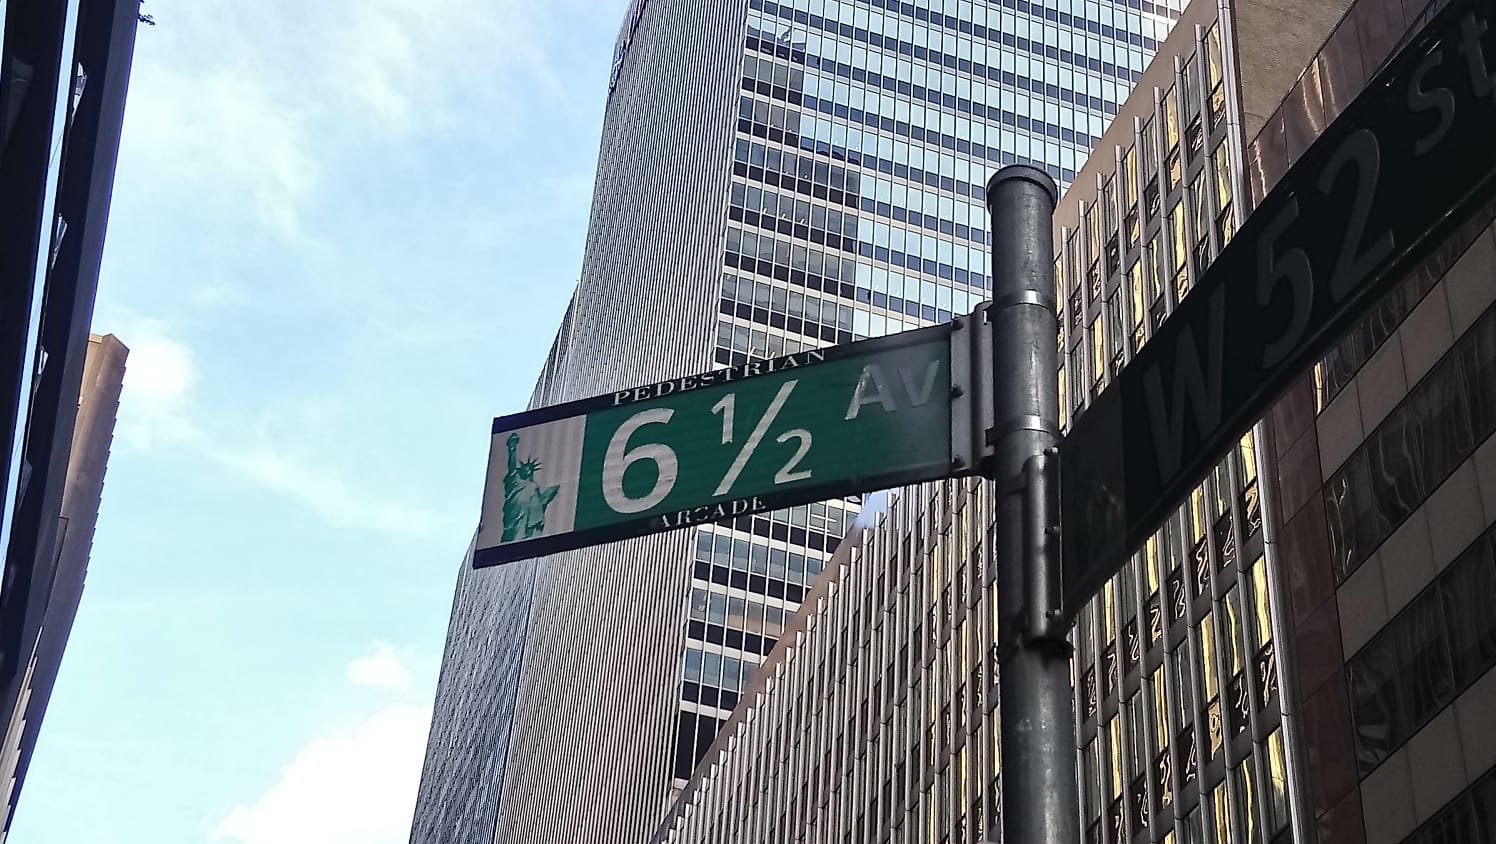 PEDESTRIAN
6 1/2 AV
ARCADE
W 52 St